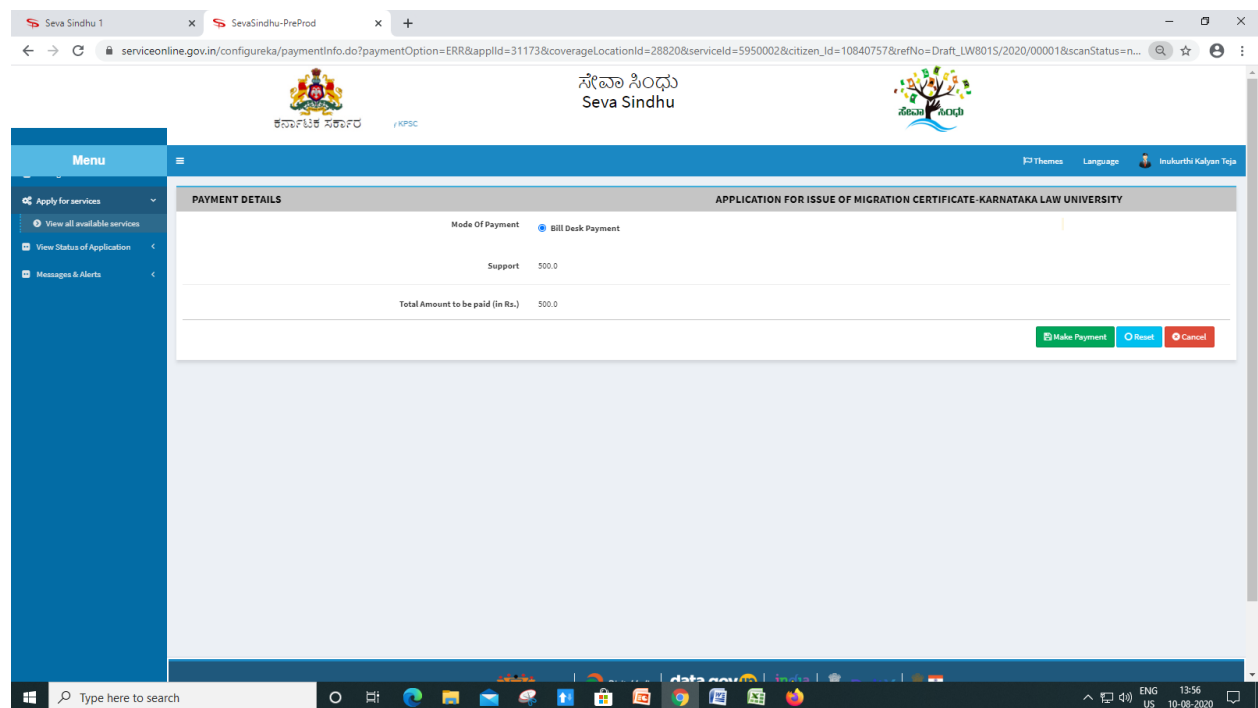 Seva Sindhu 1
SevaSindhu-PreProd
serviceonline.gov.in/configureka/paymentInfo.do?paymentOption=ERR&applId=31173&coverageLocationId=28820&serviceId=5950002&citizen_Id=10840757&refNo=Draft_LW801S/2020/00001&scanStatus=n...
ಸೇವಾ ಸಿಂಧು
Seva Sindhu
ಸೇವಾ ಸಿಂಧು
ಕರ್ನಾಟಕ ಸರ್ಕಾರ
KPSC
Menu
Themes Language Inukurthi Kalyan Teja
Apply for services
View all available services
View Status of Application
Messages & Alerts
PAYMENT DETAILS APPLICATION FOR ISSUE OF MIGRATION CERTIFICATE-KARNATAKA LAW UNIVERSITY
Mode Of Payment Bill Desk Payment
Support 500.0
Total Amount to be paid (in Rs.) 500.0
Make Payment Reset Cancel
data gov
Type here to search
ENG 13:56
US 10-08-2020